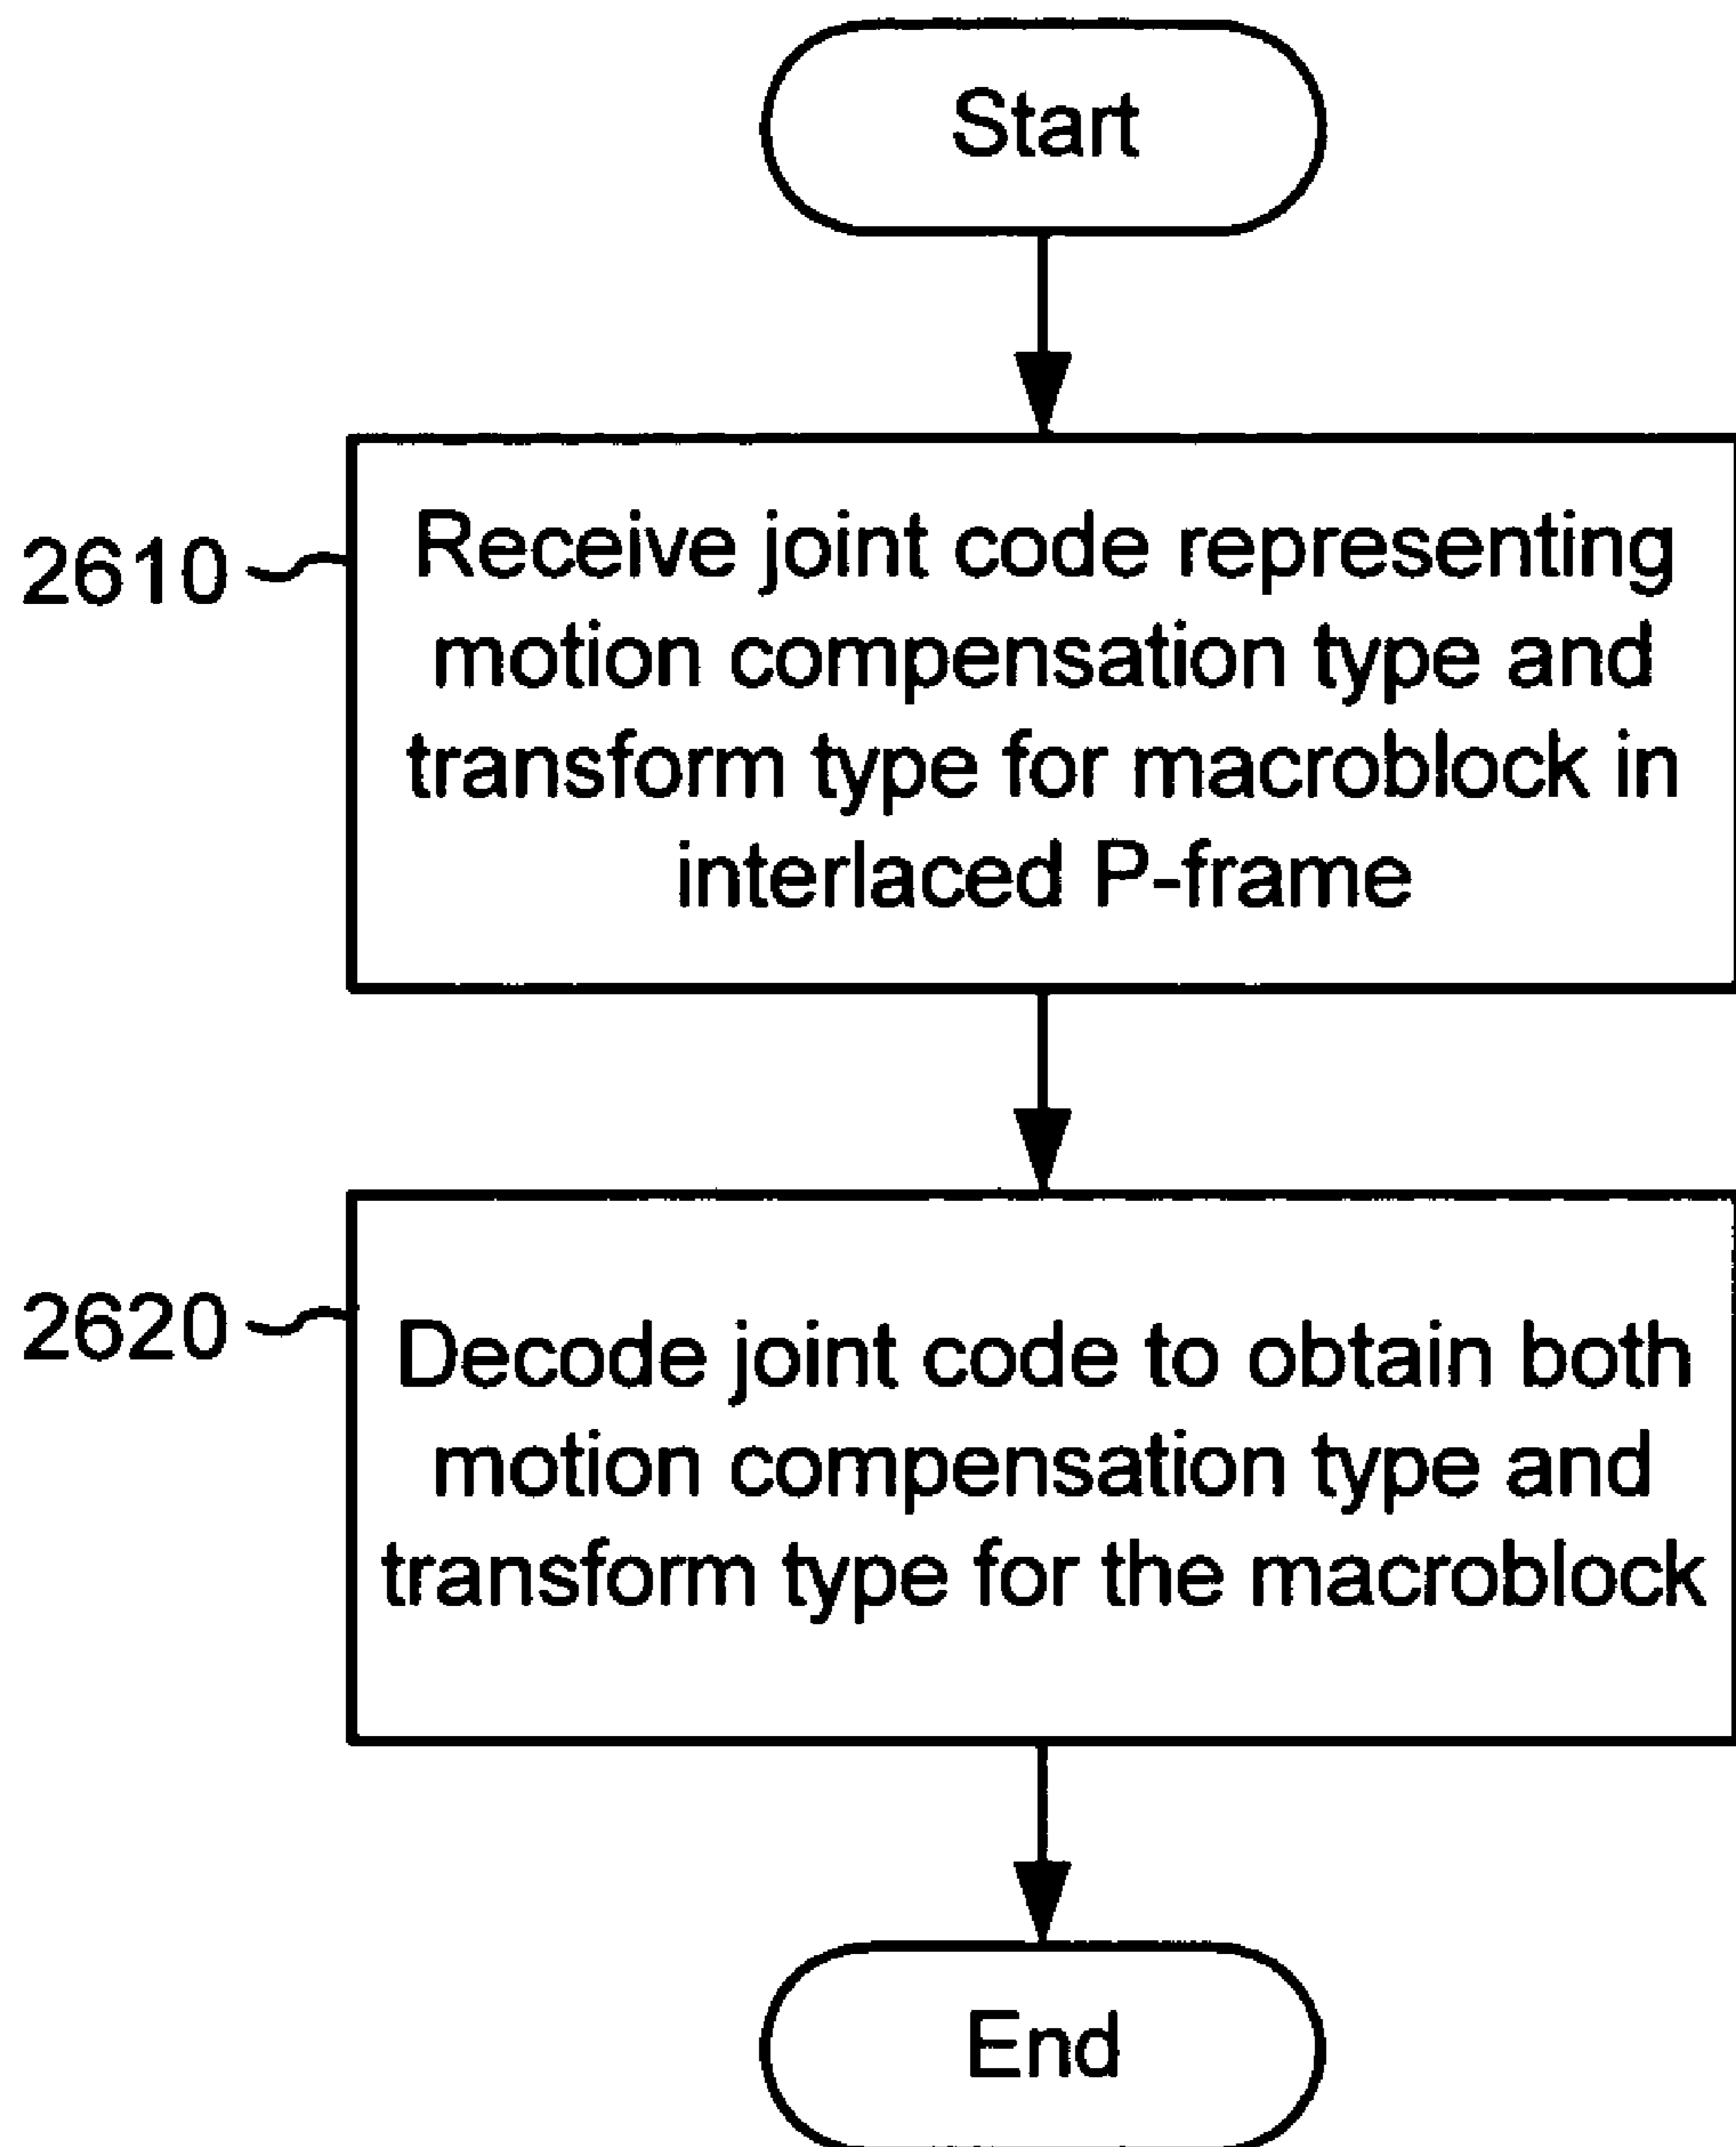 Start
2610
Receive joint code representing
motion compensation type and
transform type for macroblock in
interlaced P-frame
2620
Decode joint code to obtain both
motion compensation type and
transform type for the macroblock
End